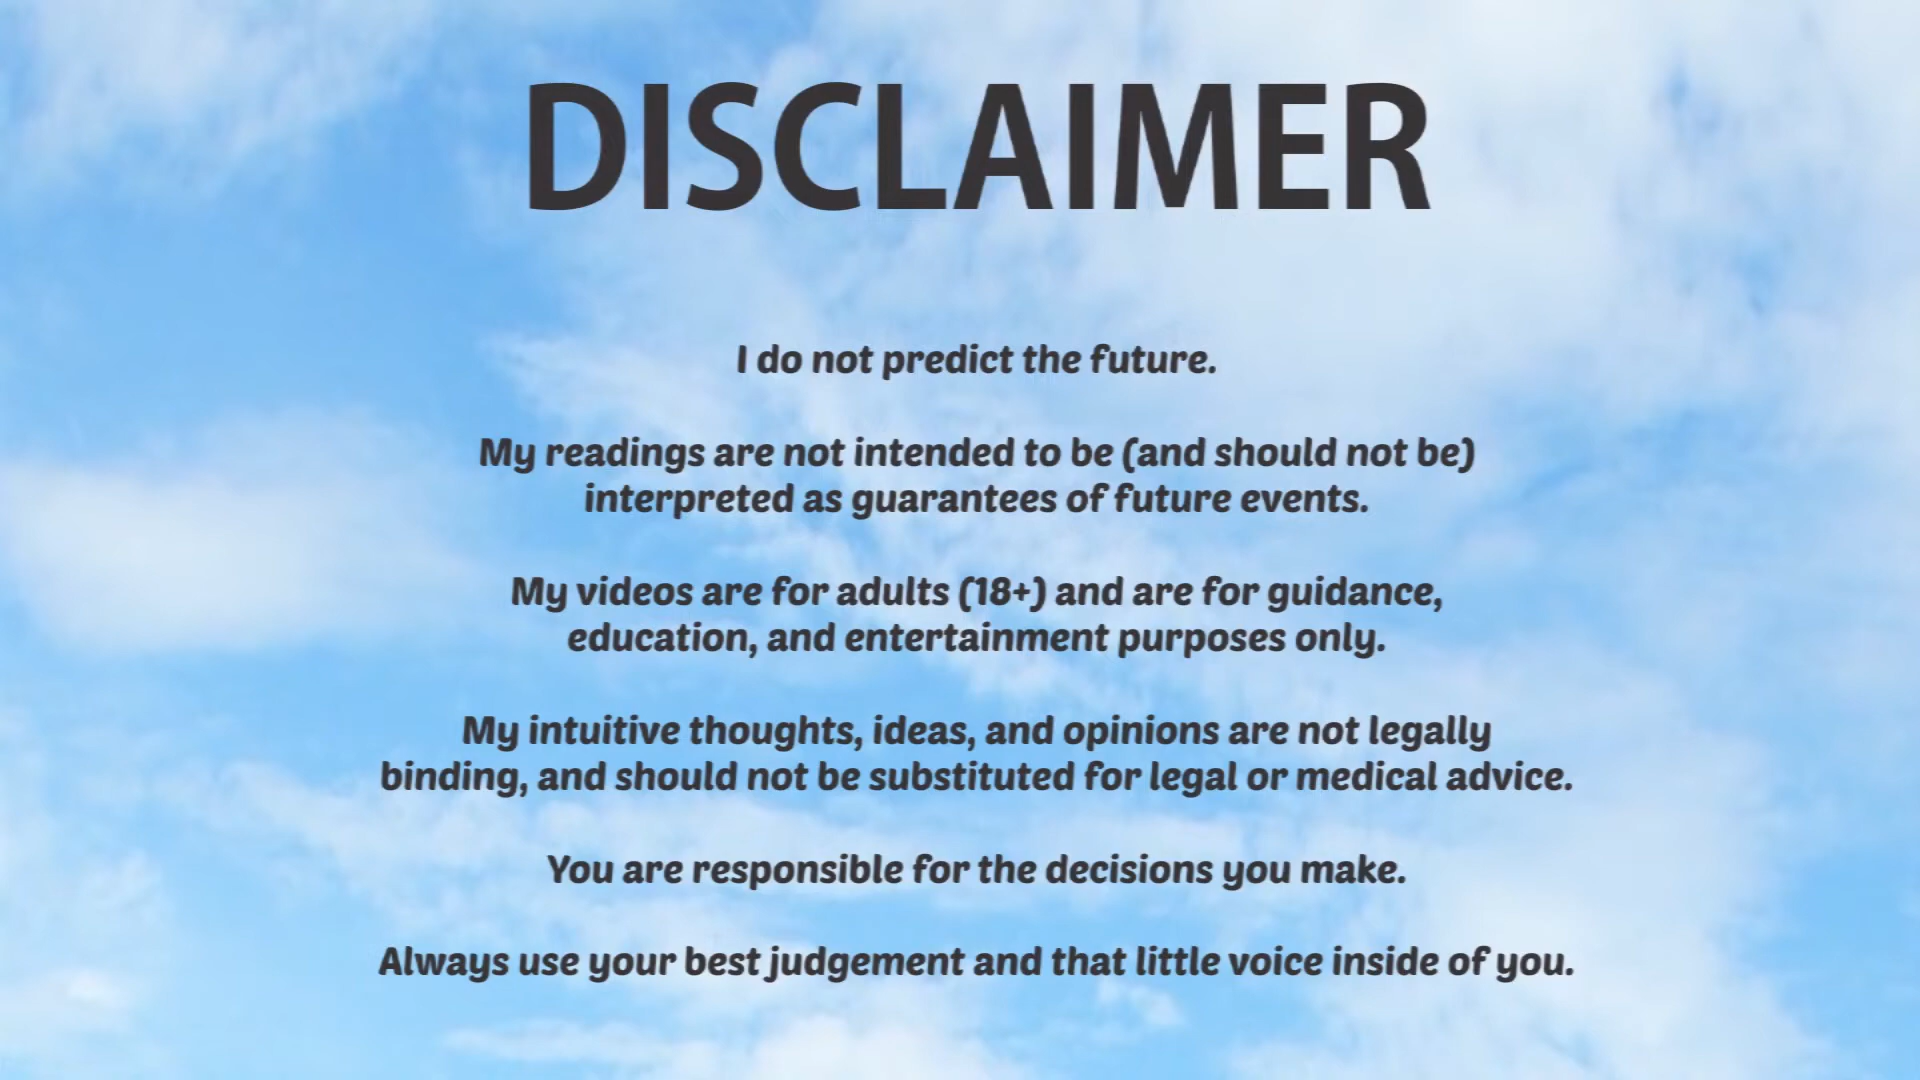 DISCLAIMER
I do not predict the future.
My readings are not intended to be (and should not be)
interpreted as guarantees of future events.
My videos are for adults (18+) and are for guidance,
education, and entertainment purposes only.
My intuitive thoughts, ideas, and opinions are not legally
binding, and should not be substituted for legal or medical advice.
You are responsible for the decisions you make.
Always use your best judgement and that little voice inside of you.